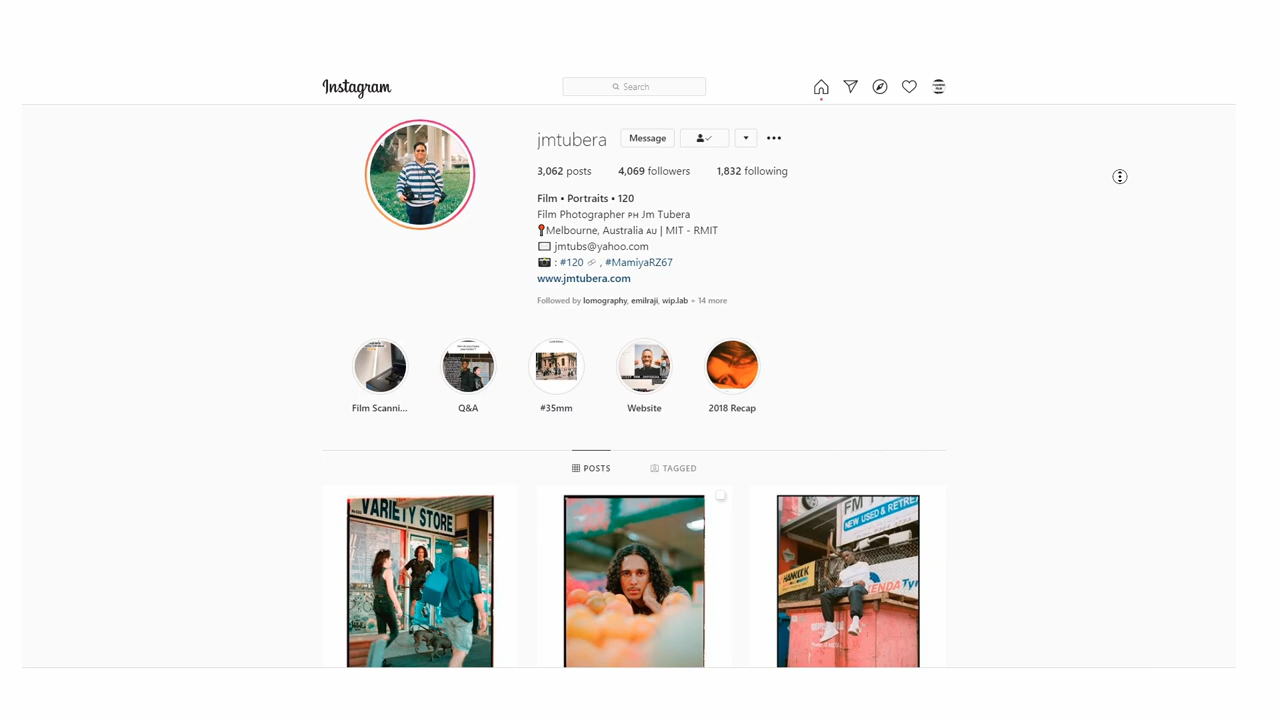 Instagram
Search
jmtubera
Message
3,062 posts 4,069 followers 1,832 following
Film • Portraits • 120
Film Photographer PH Jm Tubera
📍Melbourne, Australia AU | MIT - RMIT
jmtubs@yahoo.com
📷 : #120 , #MamiyaRZ67
www.jmtubera.com
Followed by lomography, emilraji, wip.lab + 14 more
Film Scanni...
Q&A
#35mm
Website
2018 Recap
POSTS
TAGGED
VARIETY STORE
FM
NEW USED & RETRE
HANKOOK
KENDA Tyr